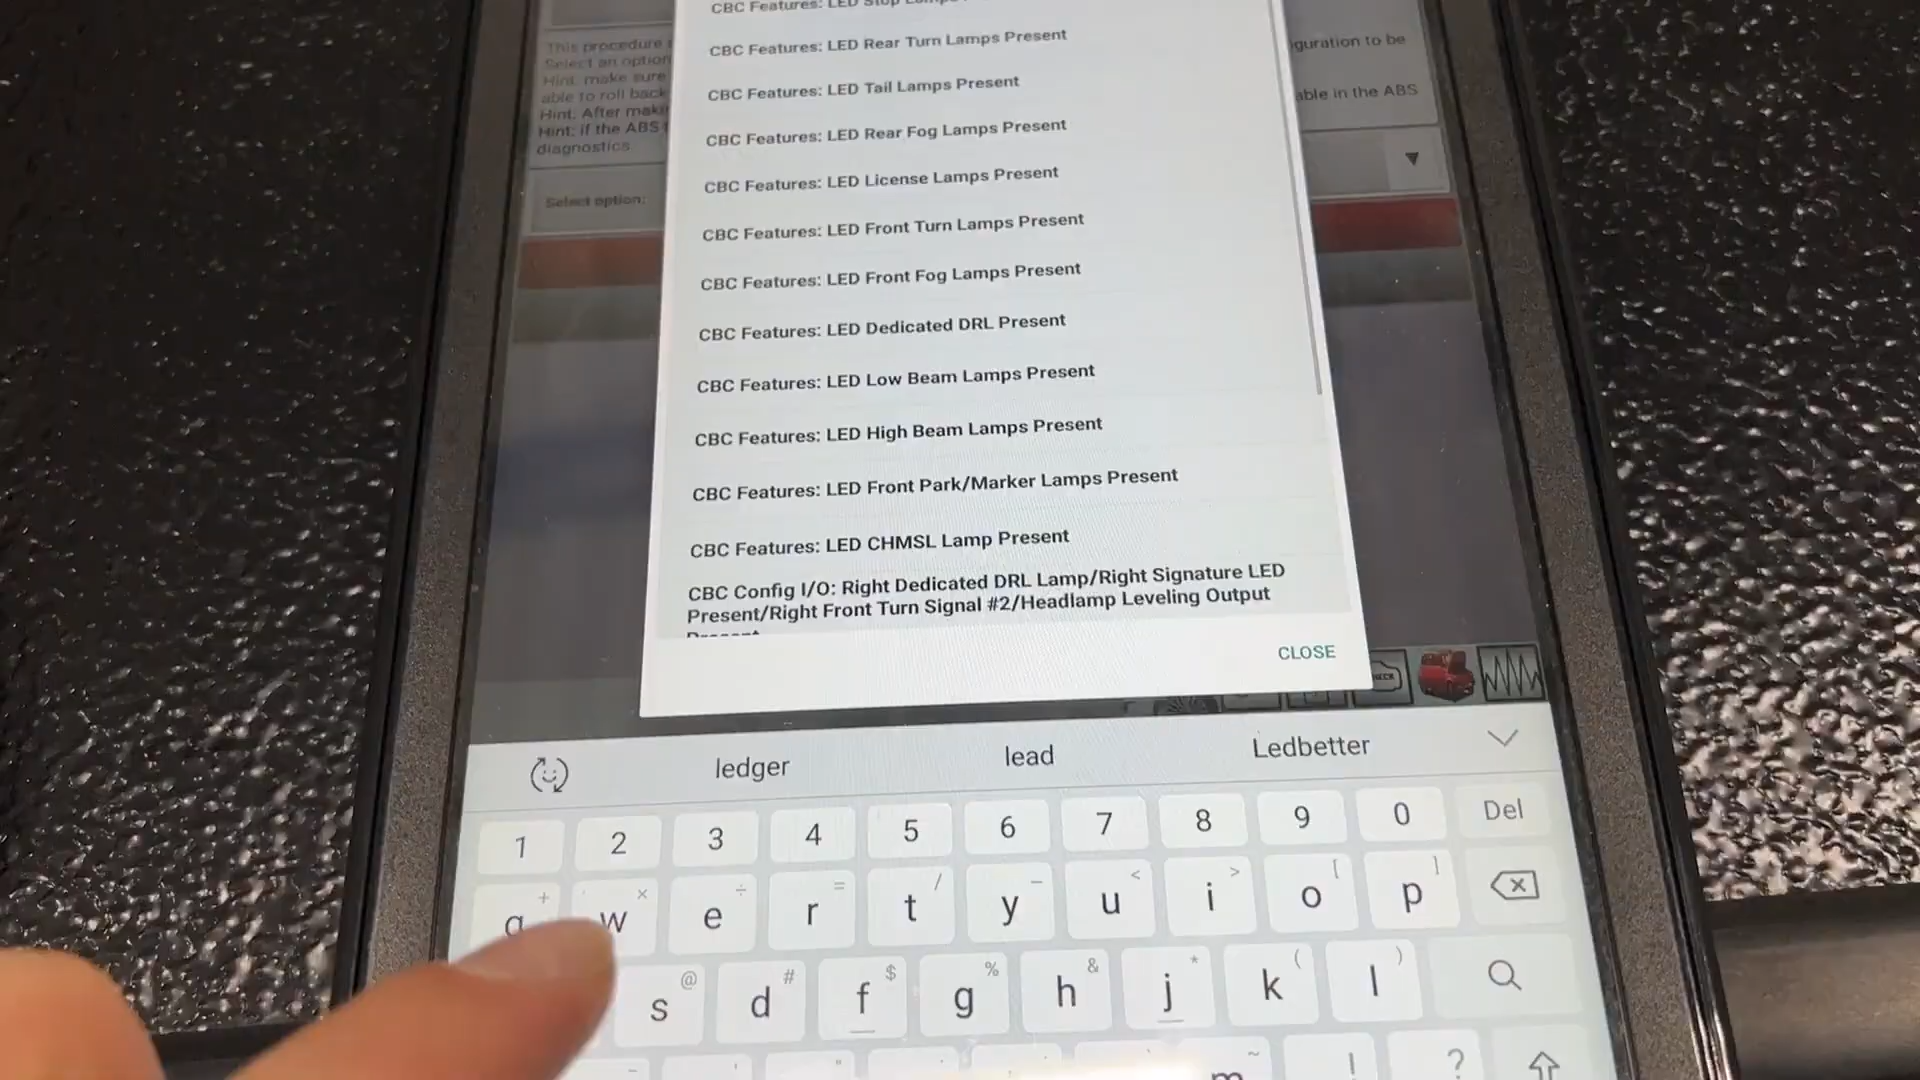 CBC Features: LED Stop
This procedure
Select an option
Hint: make sure
able to roll back
Hint: After
Hint: if the ABS
diagnostics.
Select option:
guration to be
able in the ABS
▼
CBC Features: LED Rear Turn Lamps Present
CBC Features: LED Tail Lamps Present
CBC Features: LED Rear Fog Lamps Present
CBC Features: LED License Lamps Present
CBC Features: LED Front Turn Lamps Present
CBC Features: LED Front Fog Lamps Present
CBC Features: LED Dedicated DRL Present
CBC Features: LED Low Beam Lamps Present
CBC Features: LED High Beam Lamps Present
CBC Features: LED Front Park/Marker Lamps Present
CBC Features: LED CHMSL Lamp Present
CBC Config I/O: Right Dedicated DRL Lamp/Right Signature LED
Present/Right Front Turn Signal #2/Headlamp Leveling Output
CLOSE
ledger lead Ledbetter
1 2 3 4 5 6 7 8 9 0 Del
+ × ÷ = / _ < > [ ]
q w e r t y u i o p
@ # $ % & * ( )
s d f g h j k l
! ?
m